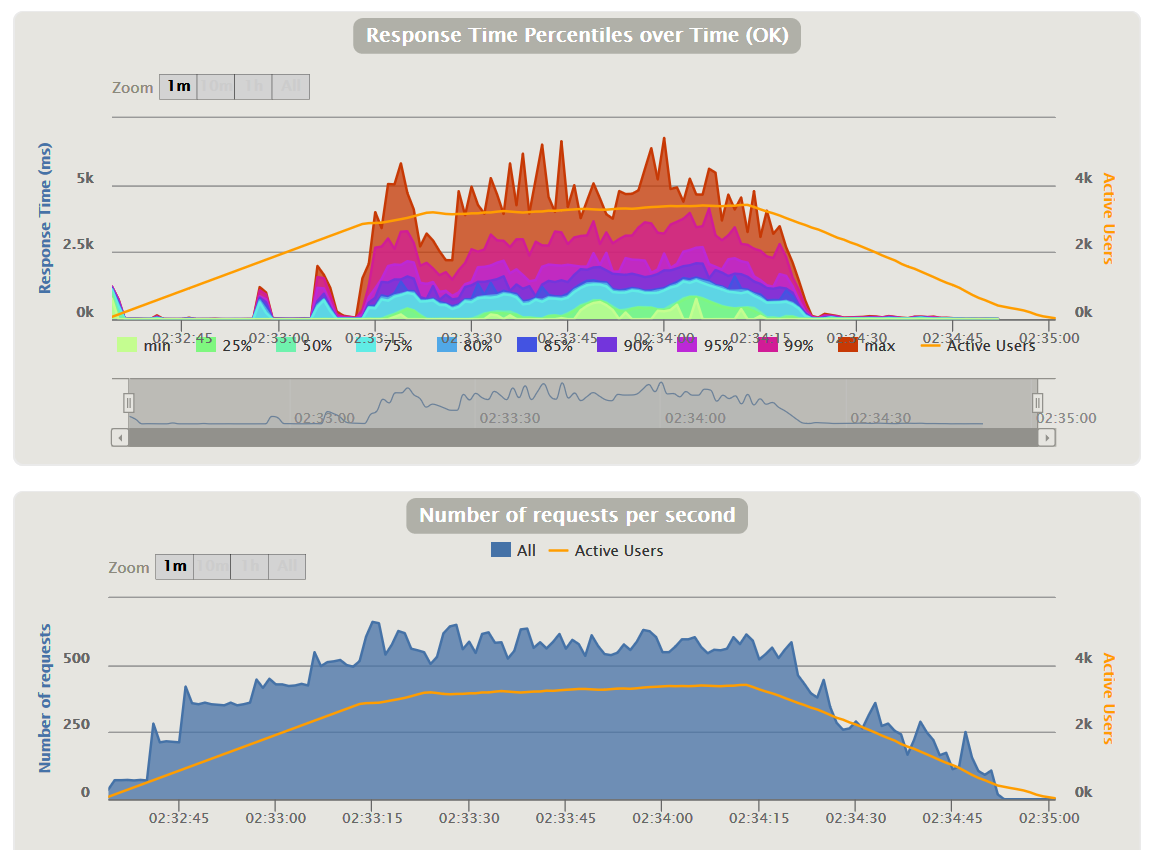 Response Time Percentiles over Time (OK)
Zoom 1m 10m 1h All
Response Time (ms)
5k
2.5k
0k
4k
2k
0k
Active Users
02:32:45 02:33:00 02:33:15 02:33:30 02:33:45 02:34:00 02:34:15 02:34:30 02:34:45 02:35:00
min 25% 50% 75% 80% 85% 90% 95% 99% max Active Users
02:33:00 02:33:30 02:34:00 02:34:30 02:35:00
Number of requests per second
All Active Users
Zoom 1m 10m 1h All
Number of requests
500
250
0
4k
2k
0k
Active Users
02:32:45 02:33:00 02:33:15 02:33:30 02:33:45 02:34:00 02:34:15 02:34:30 02:34:45 02:35:00